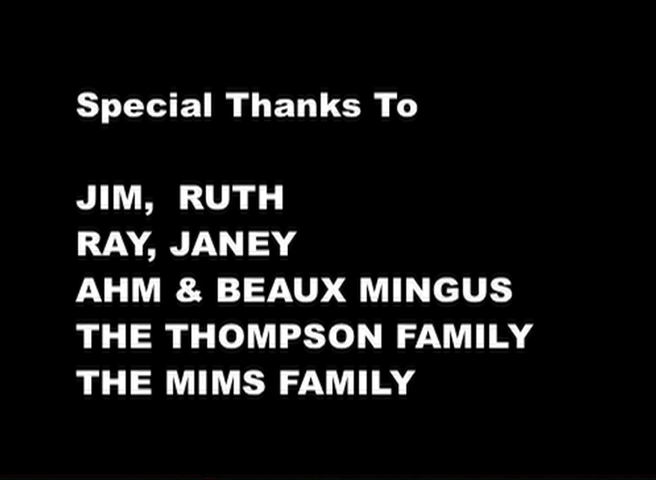 Special Thanks To
JIM,  RUTH
RAY, JANEY
AHM & BEAUX MINGUS
THE THOMPSON FAMILY
THE MIMS FAMILY